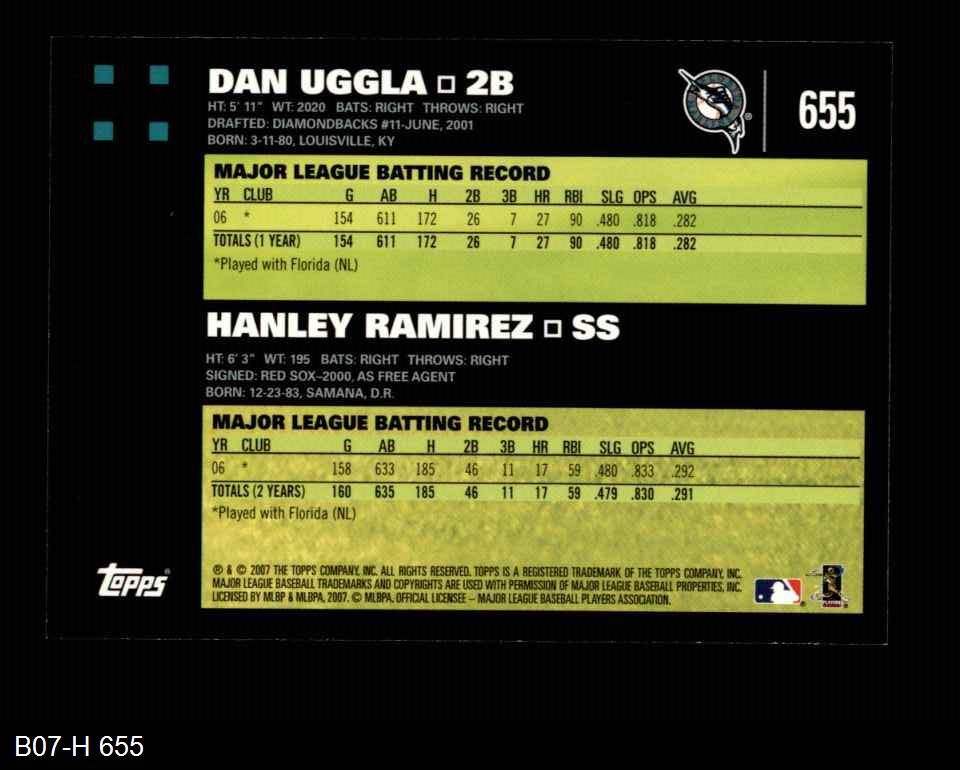 DAN UGGLA □ 2B
655
HT: 5' 11" WT: 2020 BATS: RIGHT THROWS: RIGHT
DRAFTED: DIAMONDBACKS #11-JUNE, 2001
BORN: 3-11-80, LOUISVILLE, KY
MAJOR LEAGUE BATTING RECORD
YR CLUB G AB H 2B 3B HR RBI SLG OPS AVG
06 * 154 611 172 26 7 27 90 .480 .818 .282
TOTALS (1 YEAR) 154 611 172 26 7 27 90 .480 .818 .282
*Played with Florida (NL)
HANLEY RAMIREZ □ SS
HT: 6' 3" WT: 195 BATS: RIGHT THROWS: RIGHT
SIGNED: RED SOX–2000, AS FREE AGENT
BORN: 12-23-83, SAMANA, D.R.
MAJOR LEAGUE BATTING RECORD
YR CLUB G AB H 2B 3B HR RBI SLG OPS AVG
06 * 158 633 185 46 11 17 59 .480 .833 .292
TOTALS (2 YEARS) 160 635 185 46 11 17 59 .479 .830 .291
*Played with Florida (NL)
Topps®
® & © 2007 THE TOPPS COMPANY, INC. ALL RIGHTS RESERVED. TOPPS IS A REGISTERED TRADEMARK OF THE TOPPS COMPANY, INC.
MAJOR LEAGUE BASEBALL TRADEMARKS AND COPYRIGHTS ARE USED WITH PERMISSION OF MAJOR LEAGUE BASEBALL PROPERTIES, INC.
LICENSED BY MLBP & MLBPA, 2007. © MLBPA, OFFICIAL LICENSEE – MAJOR LEAGUE BASEBALL PLAYERS ASSOCIATION.
B07-H 655